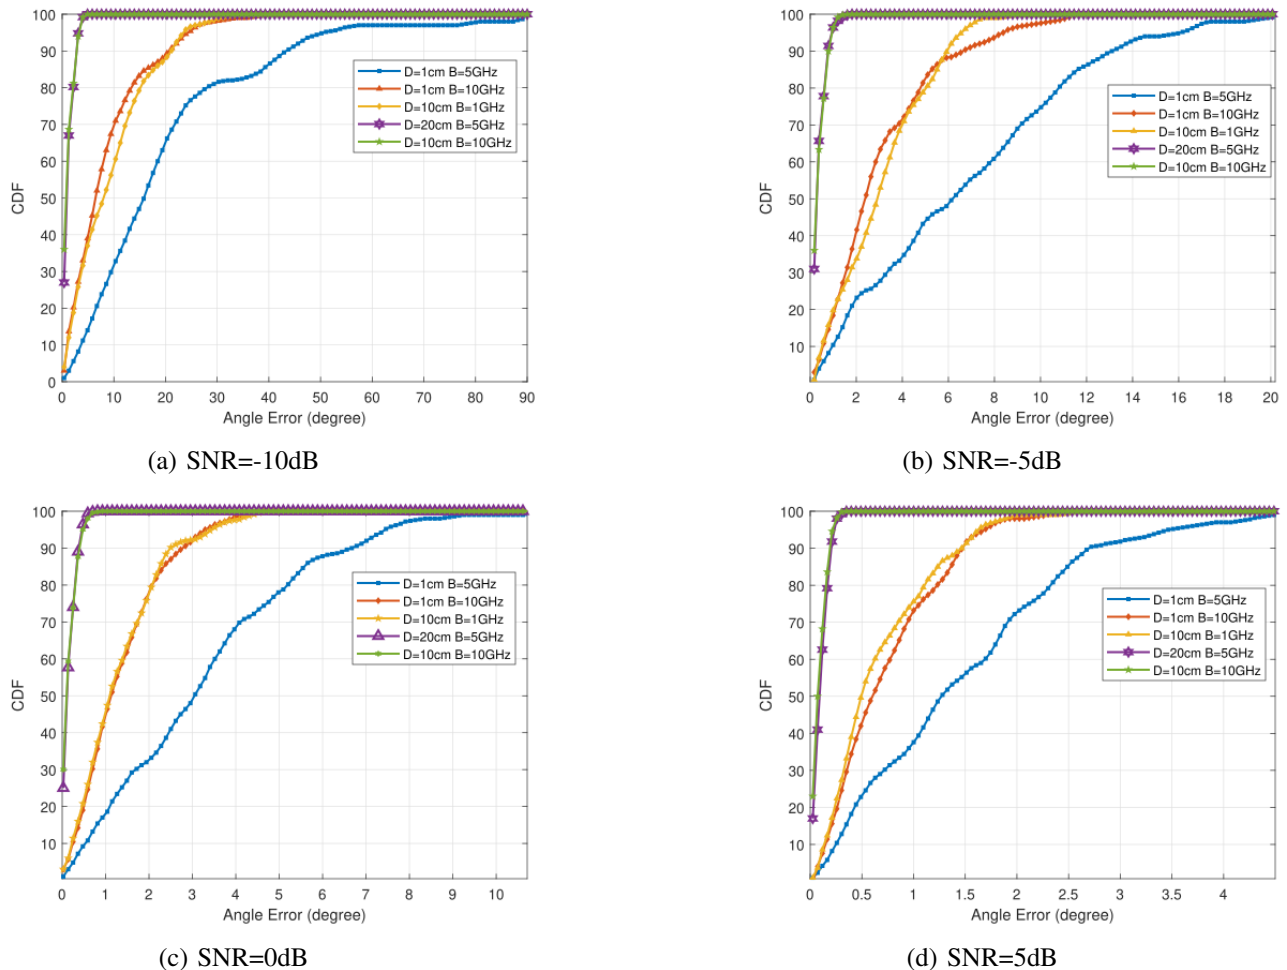 100
90
80
70
60
50
40
30
20
10
0
CDF
0 10 20 30 40 50 60 70 80 90
Angle Error (degree)
D=1cm B=5GHz
D=1cm B=10GHz
D=10cm B=1GHz
D=20cm B=5GHz
D=10cm B=10GHz
(a) SNR=-10dB
100
90
80
70
60
50
40
30
20
10
CDF
0 2 4 6 8 10 12 14 16 18 20
Angle Error (degree)
D=1cm B=5GHz
D=1cm B=10GHz
D=10cm B=1GHz
D=20cm B=5GHz
D=10cm B=10GHz
(b) SNR=-5dB
100
90
80
70
60
50
40
30
20
10
CDF
0 1 2 3 4 5 6 7 8 9 10
Angle Error (degree)
D=1cm B=5GHz
D=1cm B=10GHz
D=10cm B=1GHz
D=20cm B=5GHz
D=10cm B=10GHz
(c) SNR=0dB
100
90
80
70
60
50
40
30
20
10
CDF
0 0.5 1 1.5 2 2.5 3 3.5 4
Angle Error (degree)
D=1cm B=5GHz
D=1cm B=10GHz
D=10cm B=1GHz
D=20cm B=5GHz
D=10cm B=10GHz
(d) SNR=5dB